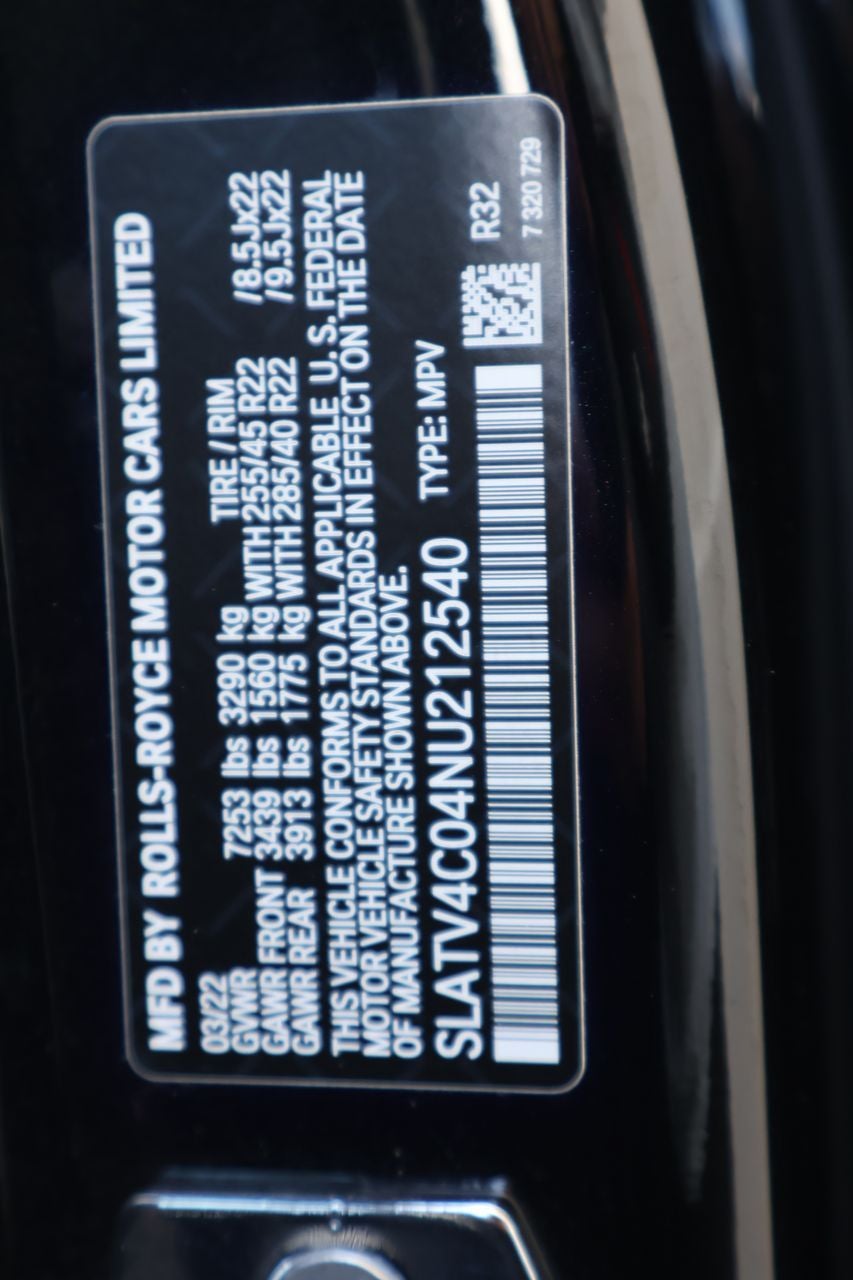 MFD BY ROLLS-ROYCE MOTOR CARS LIMITED
03/22 TIRE / RIM
GVWR 7253 lbs 3290 kg
GAWR FRONT 3439 lbs 1560 kg WITH 255/45 R22 /8.5Jx22
GAWR REAR 3913 lbs 1775 kg WITH 285/40 R22 /9.5Jx22
THIS VEHICLE CONFORMS TO ALL APPLICABLE U.S. FEDERAL
MOTOR VEHICLE SAFETY STANDARDS IN EFFECT ON THE DATE
OF MANUFACTURE SHOWN ABOVE.
SLATV4C04NU212540 TYPE: MPV
R32
7 320 729